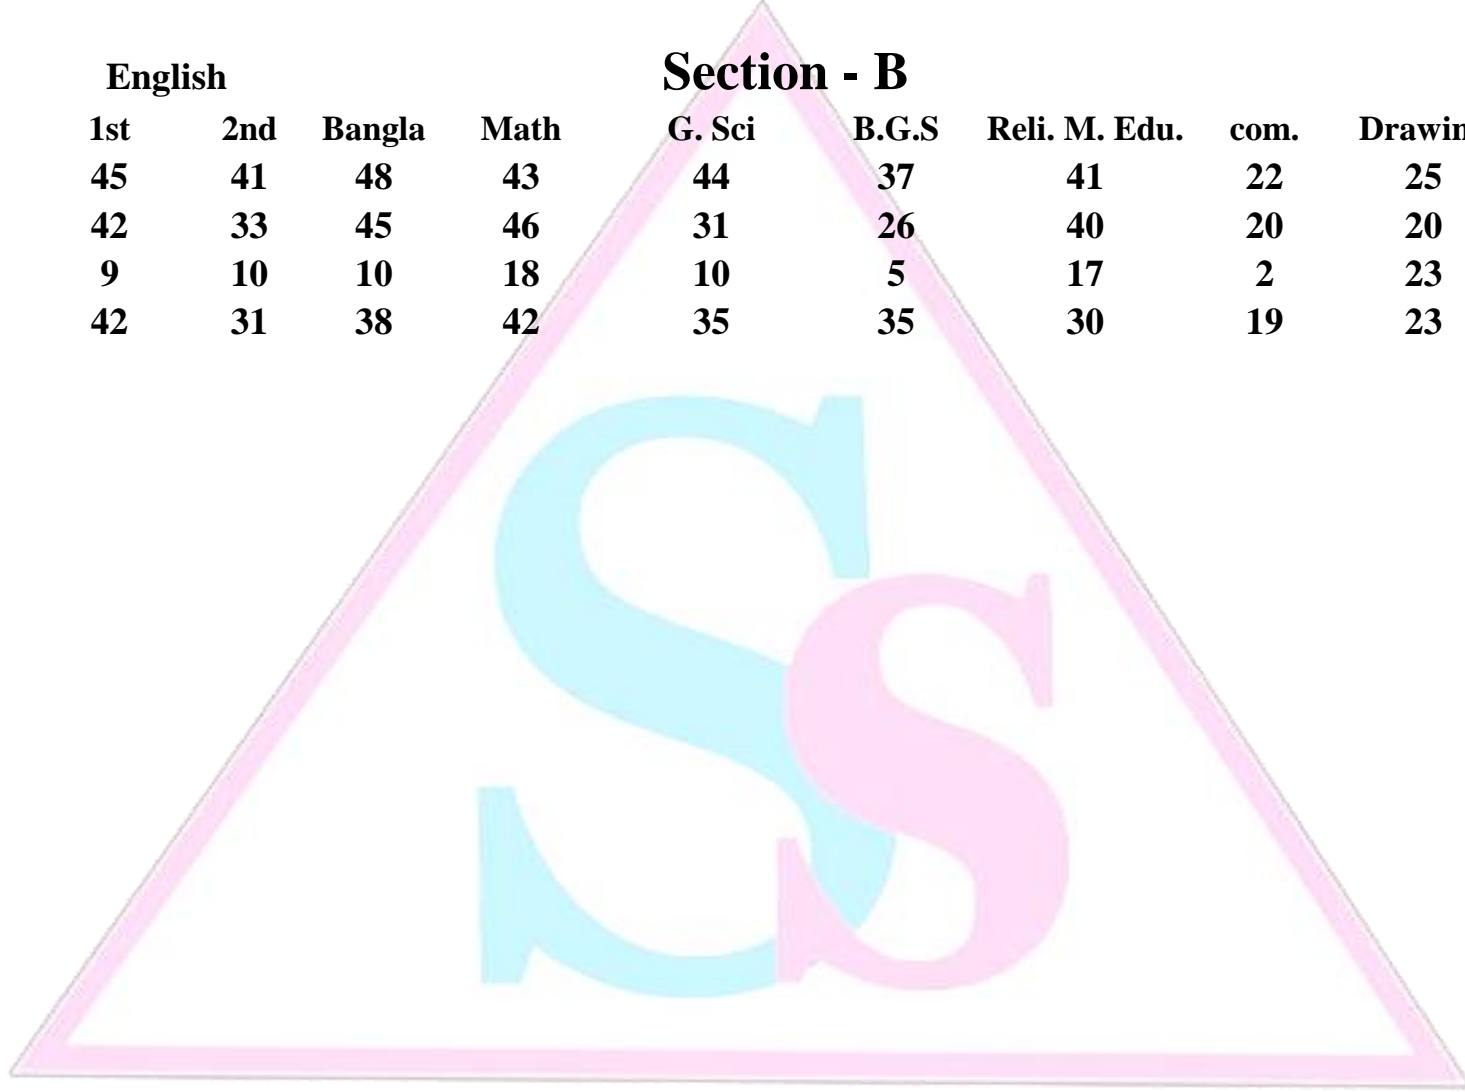 English Section - B
1st 2nd Bangla Math G. Sci B.G.S Reli. M. Edu. com. Drawin
45 41 48 43 44 37 41 22 25
42 33 45 46 31 26 40 20 20
9 10 10 18 10 5 17 2 23
42 31 38 42 35 35 30 19 23
SS